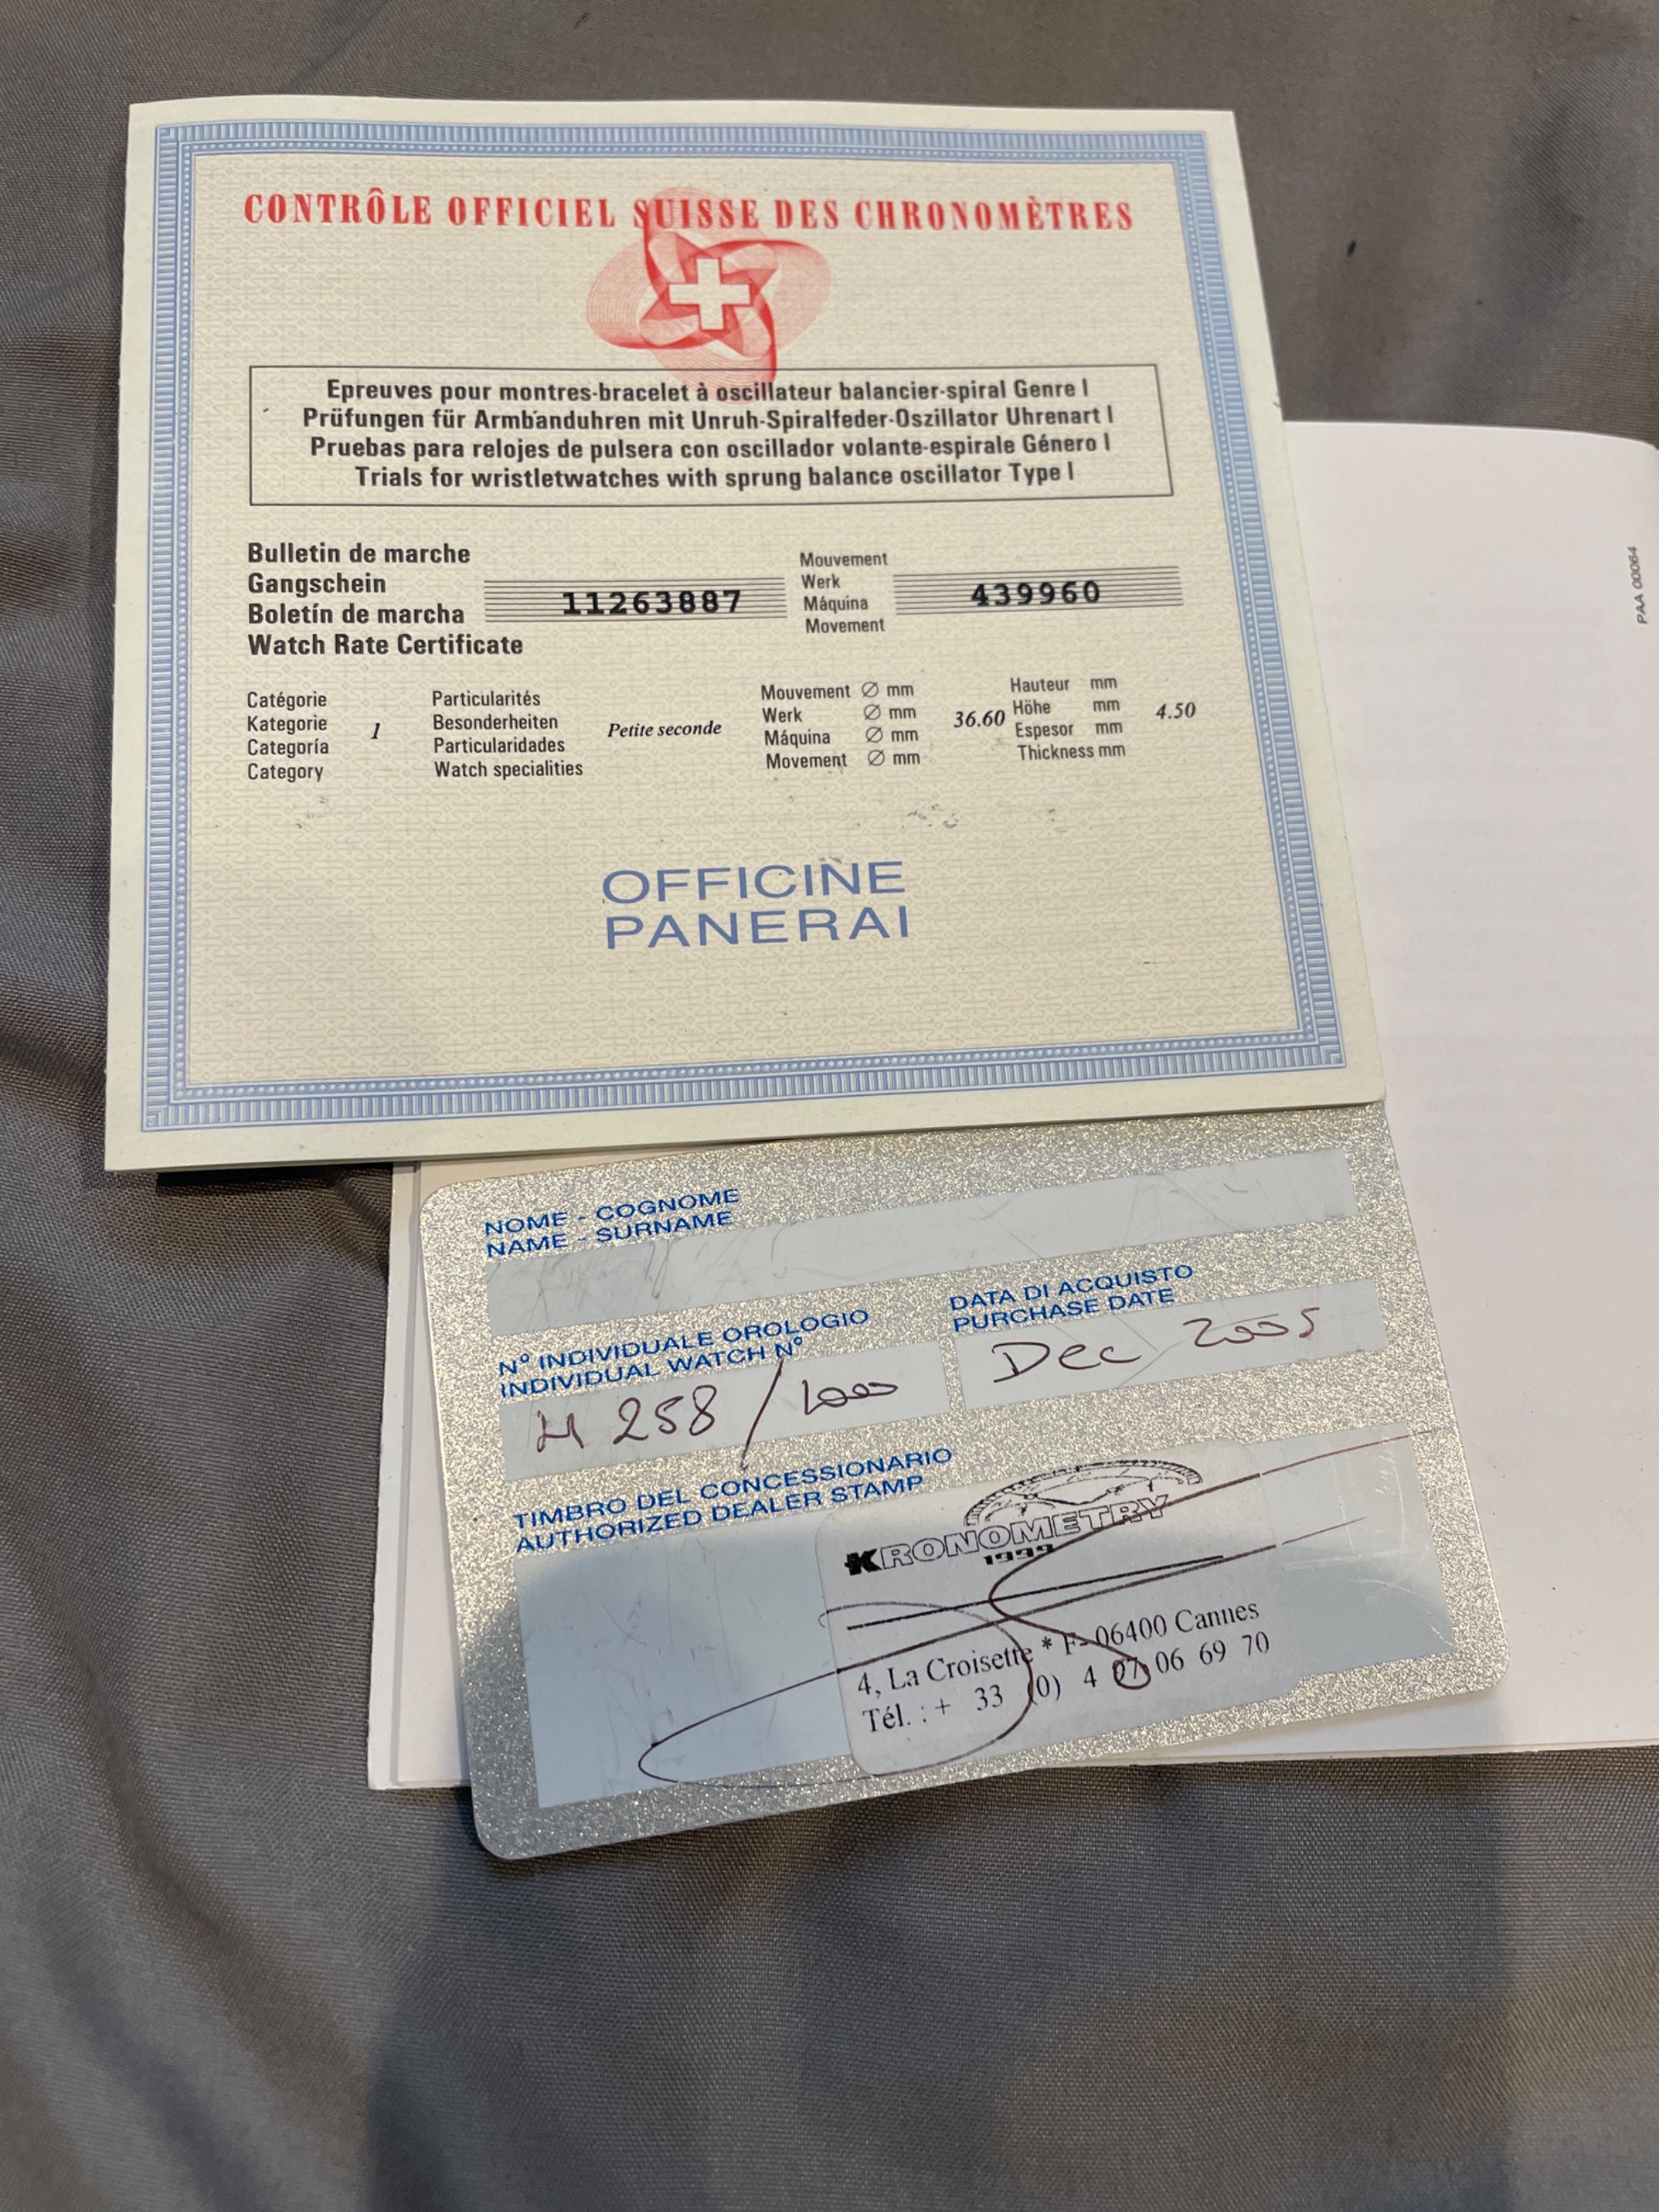 CONTRÔLE OFFICIEL SUISSE DES CHRONOMÈTRES
Epreuves pour montres-bracelet à oscillateur balancier-spiral Genre I
Prüfungen für Armbanduhren mit Unruh-Spiralfeder-Oszillator Uhrenart I
Pruebas para relojes de pulsera con oscillador volante-espirale Género I
Trials for wristletwatches with sprung balance oscillator Type I
Bulletin de marche
Gangschein
Boletín de marcha
Watch Rate Certificate
11263887
Mouvement
Werk
Máquina
Movement
439960
Catégorie
Kategorie
Categoría
Category
1
Particularités
Besonderheiten
Particularidades
Watch specialities
Petite seconde
Mouvement ∅ mm
Werk ∅ mm
Máquina ∅ mm
Movement ∅ mm
36.60
Hauteur mm
Höhe mm
Espesor mm
Thickness mm
4.50
OFFICINE
PANERAI
PAA 00064
NOME - COGNOME
NAME - SURNAME
N° INDIVIDUALE OROLOGIO
INDIVIDUAL WATCH N°
H 258 / 1000
DATA DI ACQUISTO
PURCHASE DATE
Dec 2005
TIMBRO DEL CONCESSIONARIO
AUTHORIZED DEALER STAMP
KRONOMETRY
1999
4, La Croisette * F- 06400 Cannes
Tél. : + 33 (0) 4 97 06 69 70